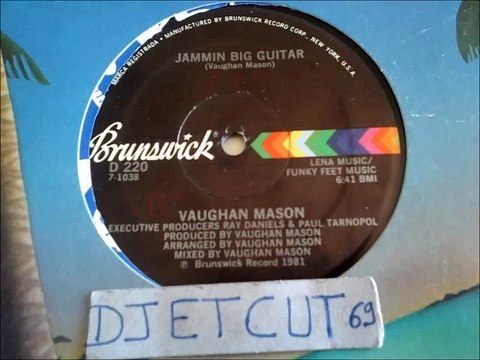 MARCA REGISTRADA • MANUFACTURED BY BRUNSWICK RECORD CORP. - NEW YORK, U.S.A.
JAMMIN BIG GUITAR
(Vaughan Mason)
Brunswick
D 220
7-1038
LENA MUSIC/
FUNKY FEET MUSIC
6:41 BMI
VAUGHAN MASON
EXECUTIVE PRODUCERS RAY DANIELS & PAUL TARNOPOL
PRODUCED BY VAUGHAN MASON
ARRANGED BY VAUGHAN MASON
MIXED BY VAUGHAN MASON
℗ Brunswick Record 1981
DJETCUT 69